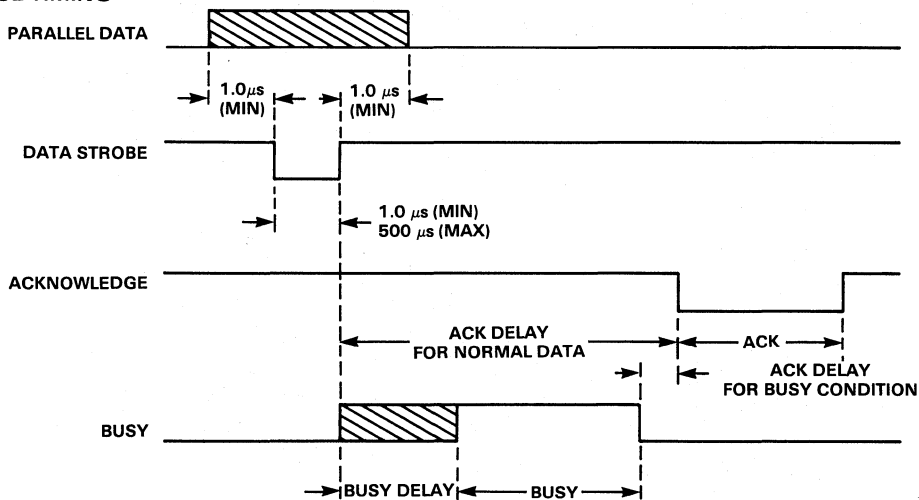 PARALLEL DATA
1.0μs 1.0 μs
(MIN) (MIN)
DATA STROBE
1.0 μs (MIN)
500 μs (MAX)
ACKNOWLEDGE
ACK DELAY
FOR NORMAL DATA
ACK
ACK DELAY
FOR BUSY CONDITION
BUSY
BUSY DELAY BUSY